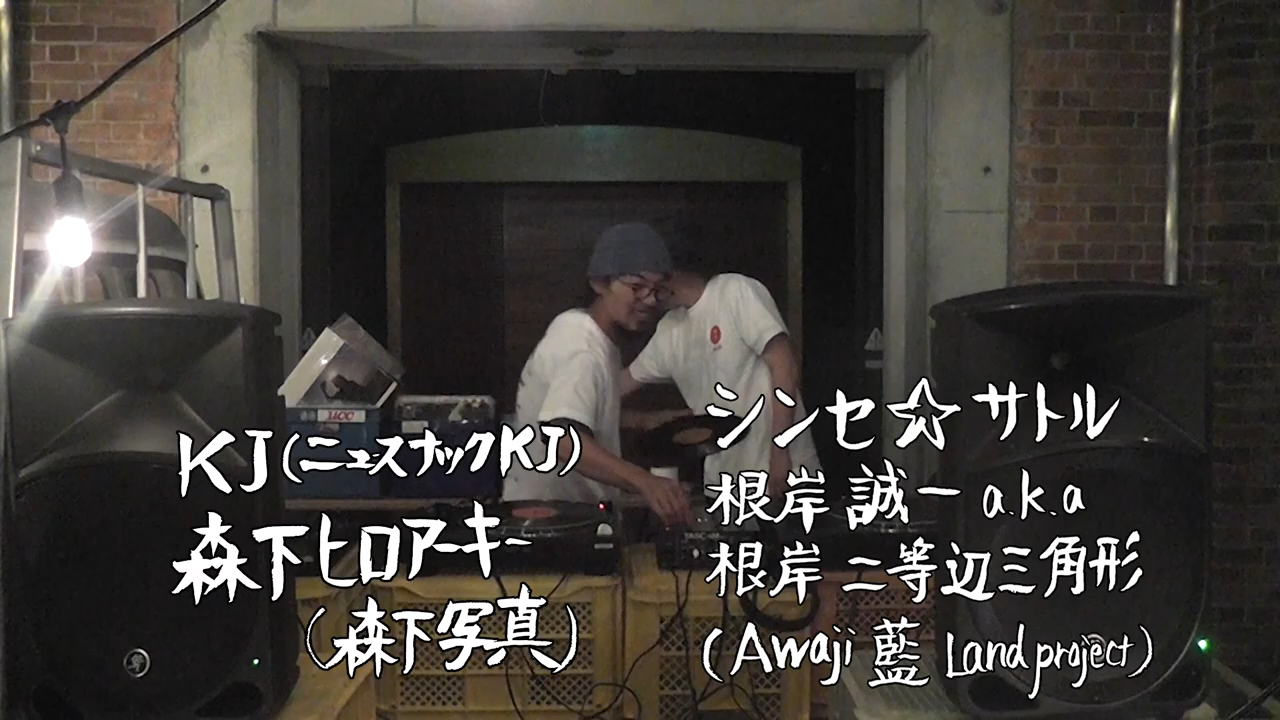 KJ(ニュースナックKJ)
森下ヒロアーキー
(森下写真)
シンセ☆サトル
根岸誠一 a.k.a
根岸二等辺三角形
(Awaji 藍 Land project)
UCC